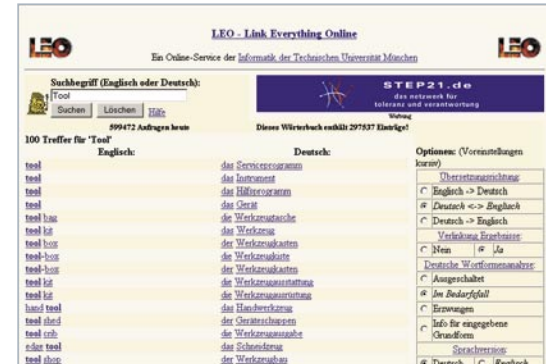 LEO - Link Everything Online
LEO
Ein Online-Service der Informatik der Technischen Universität München
LEO
Suchbegriff (Englisch oder Deutsch):
Tool
Suchen Löschen Hilfe
599472 Anfragen heute
STEP21.de
das netzwerk für
toleranz und verantwortung
Werbung
Dieses Wörterbuch enthält 297537 Einträge!
100 Treffer für 'Tool'
Englisch: Deutsch:
tool das Serviceprogramm
tool das Instrument
tool das Hilfsprogramm
tool das Gerät
tool bag die Werkzeugtasche
tool kit das Werkzeug
tool box der Werkzeugkasten
tool-box die Werkzeugkiste
tool-box der Werkzeugkasten
tool kit die Werkzeugausstattung
tool kit die Werkzeugausrüstung
hand tool das Handwerkzeug
tool shed der Geräteschuppen
tool crib die Werkzeugausgabe
edge tool das Schneidzeug
tool shop der Werkzeugbau
Optionen: (Voreinstellungen
kursiv)
Übersetzungsrichtung:
Englisch -> Deutsch
Deutsch <-> Englisch
Deutsch -> Englisch
Verlinkung Ergebnisse:
Nein Ja
Deutsche Wortformenanalyse:
Ausgeschaltet
Im Bedarfsfall
Erzwungen
Info für eingegebene
Grundform
Sprachversion:
Deutsch Englisch